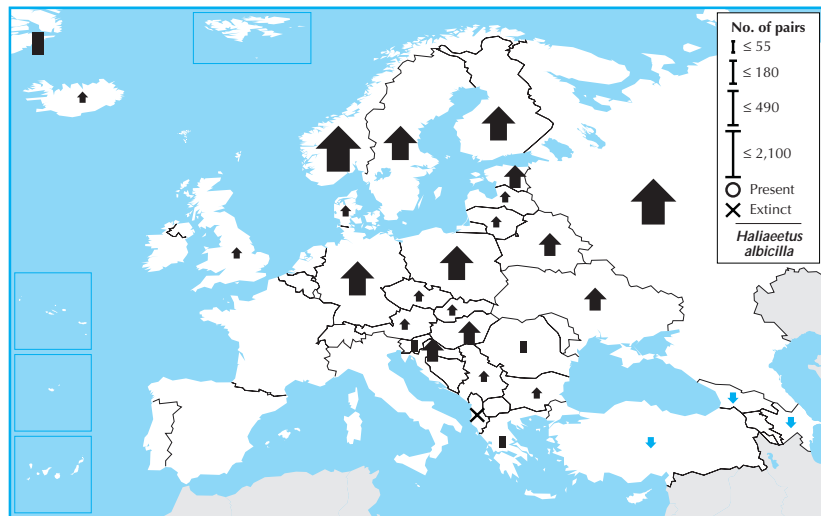 No. of pairs
≤ 55
≤ 180
≤ 490
≤ 2,100
Present
Extinct
Haliaeetus
albicilla